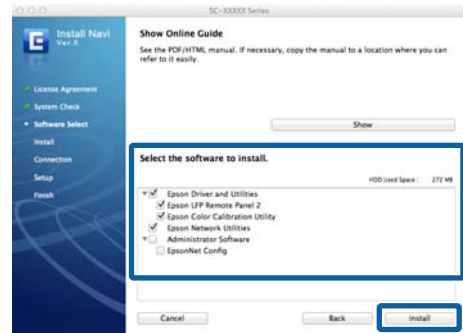 SC-XXXXX Series
Install Navi
Ver.5
License Agreement
System Check
Software Select
Install
Connection
Setup
Finish
Show Online Guide
See the PDF/HTML manual. If necessary, copy the manual to a location where you can
refer to it easily.
Show
Select the software to install.
HDD Used Space : 272 MB
Epson Driver and Utilities
Epson LFP Remote Panel 2
Epson Color Calibration Utility
Epson Network Utilities
Administrator Software
EpsonNet Config
Cancel
Back
Install